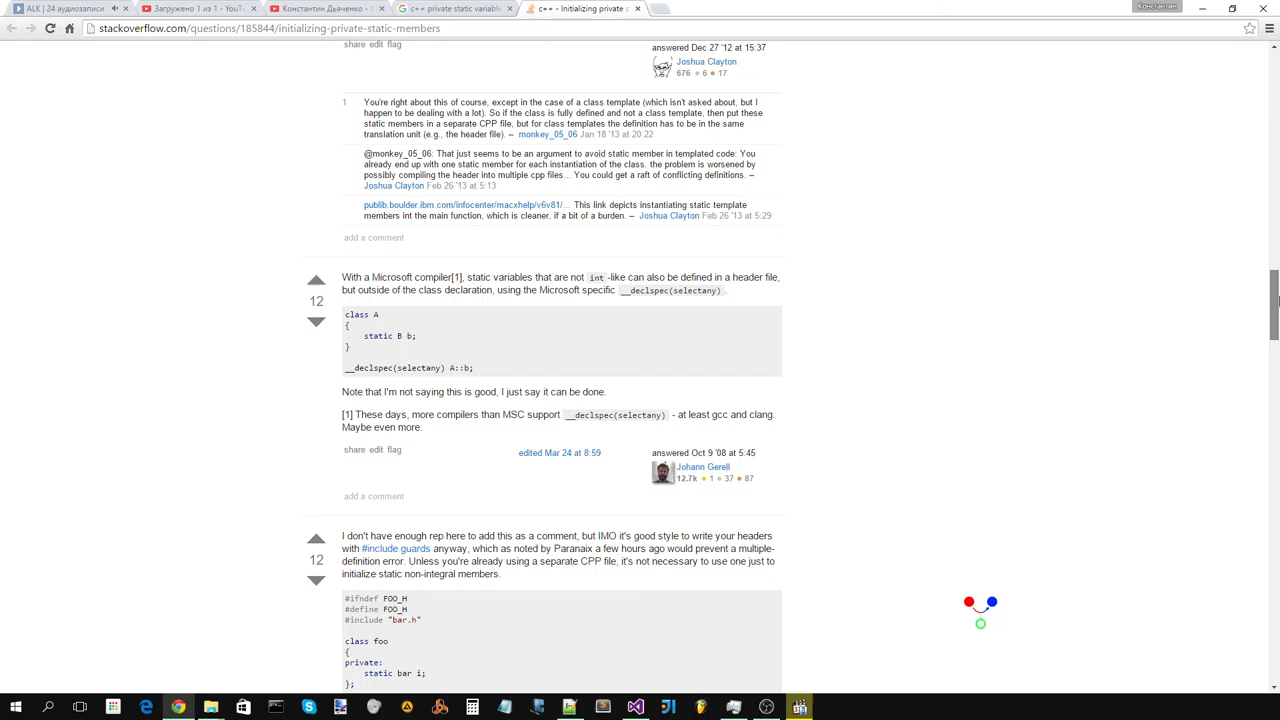 ALK | 24 аудиозаписи
Загружено 1 из 1 - YouT
Константин Дьяченко - Y
c++ private static variable
c++ - Initializing private s
Константин
stackoverflow.com/questions/185844/initializing-private-static-members
share edit flag
answered Dec 27 '12 at 15:37
Joshua Clayton
676 6 17
1 You're right about this of course, except in the case of a class template (which isn't asked about, but I
happen to be dealing with a lot). So if the class is fully defined and not a class template, then put these
static members in a separate CPP file, but for class templates the definition has to be in the same
translation unit (e.g., the header file). – monkey_05_06 Jan 18 '13 at 20:22
@monkey_05_06: That just seems to be an argument to avoid static member in templated code: You
already end up with one static member for each instantiation of the class. the problem is worsened by
possibly compiling the header into multiple cpp files... You could get a raft of conflicting definitions. –
Joshua Clayton Feb 26 '13 at 5:13
publib.boulder.ibm.com/infocenter/macxhelp/v6v81/... This link depicts instantiating static template
members int the main function, which is cleaner, if a bit of a burden. – Joshua Clayton Feb 26 '13 at 5:29
add a comment
12
With a Microsoft compiler[1], static variables that are not int-like can also be defined in a header file,
but outside of the class declaration, using the Microsoft specific __declspec(selectany).
class A
{
static B b;
}
__declspec(selectany) A::b;
Note that I'm not saying this is good, I just say it can be done.
[1] These days, more compilers than MSC support __declspec(selectany) - at least gcc and clang.
Maybe even more.
share edit flag
edited Mar 24 at 8:59
answered Oct 9 '08 at 5:45
Johann Gerell
12.7k 1 37 87
add a comment
12
I don't have enough rep here to add this as a comment, but IMO it's good style to write your headers
with #include guards anyway, which as noted by Paranaix a few hours ago would prevent a multiple-
definition error. Unless you're already using a separate CPP file, it's not necessary to use one just to
initialize static non-integral members.
#ifndef FOO_H
#define FOO_H
#include "bar.h"
class foo
{
private:
static bar i;
};